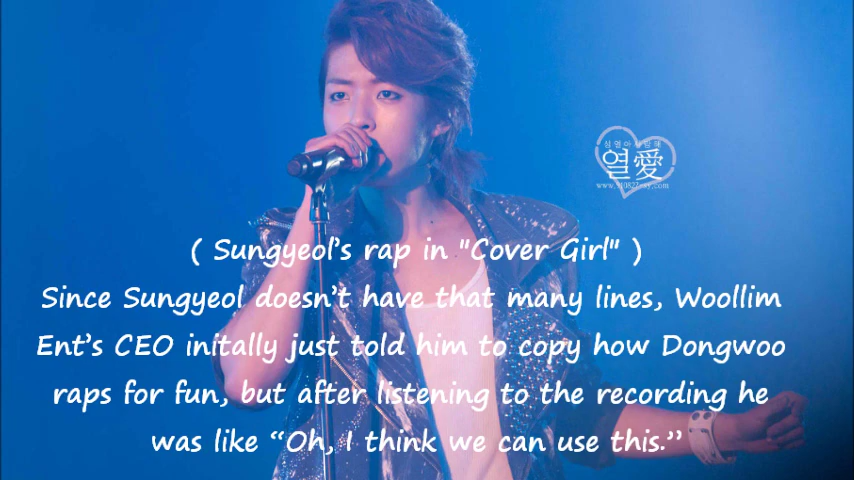 열愛
( Sungyeol’s rap in "Cover Girl" )
Since Sungyeol doesn’t have that many lines, Woollim
Ent’s CEO initally just told him to copy how Dongwoo
raps for fun, but after listening to the recording he
was like “Oh, I think we can use this.”